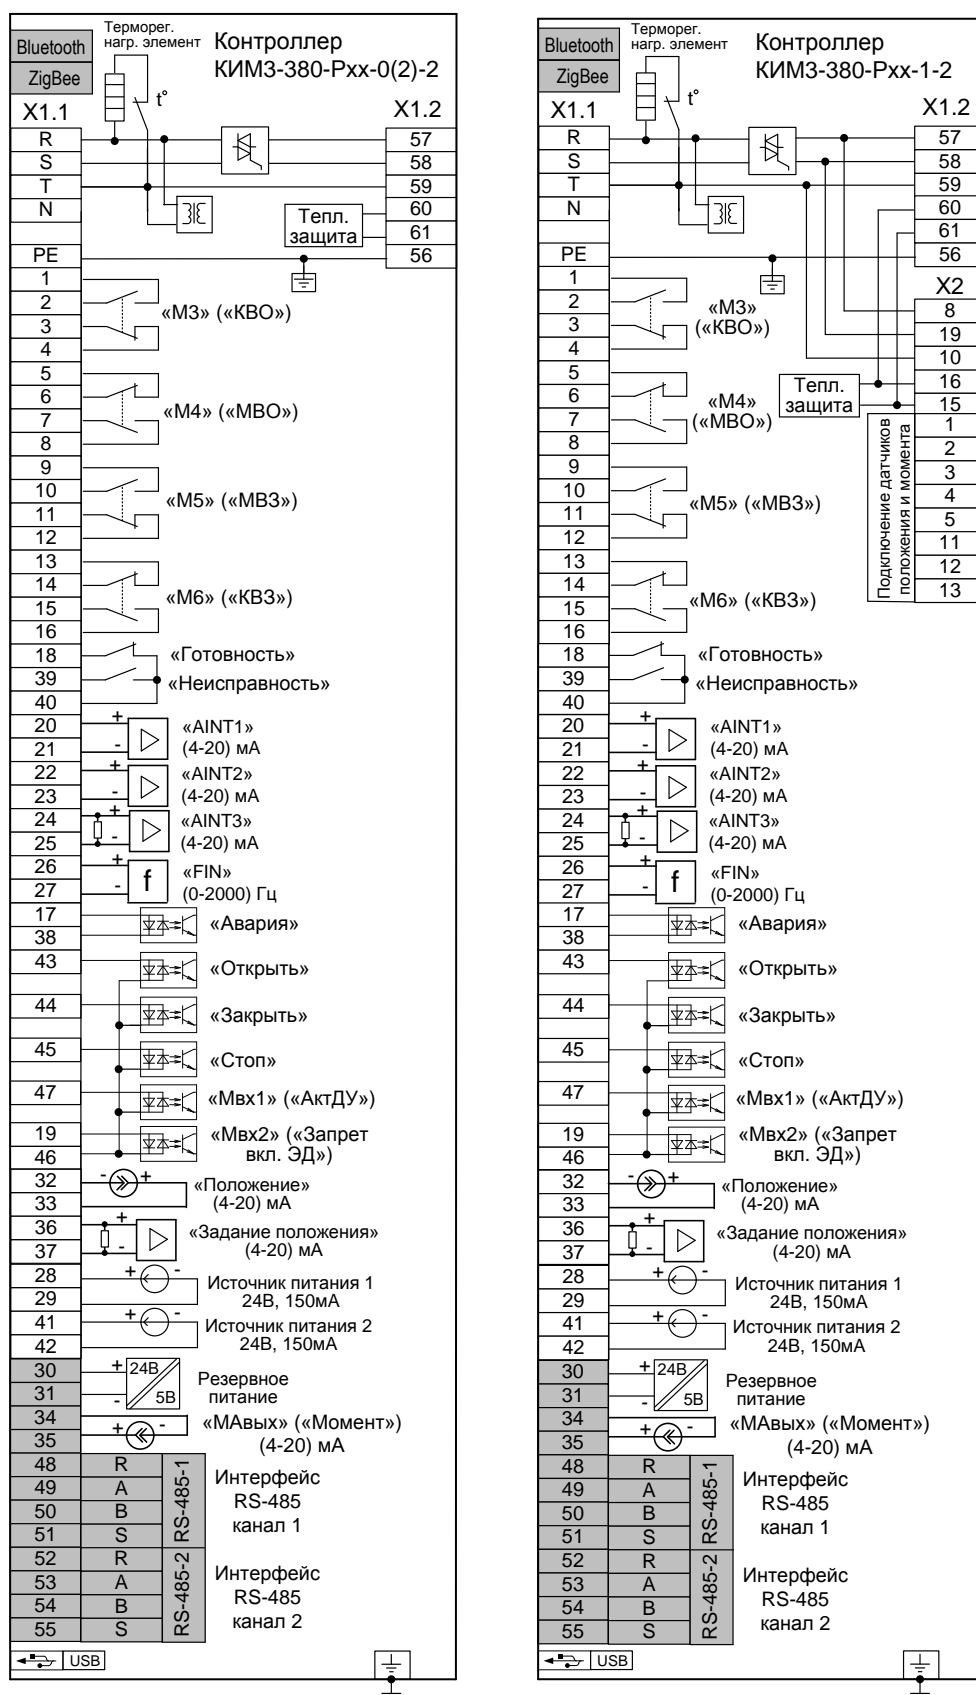 Bluetooth
ZigBee
Терморег.
нагр. элемент
Контроллер
КИМ3-380-Рхх-0(2)-2
t°
X1.1
X1.2
R
57
S
58
T
59
N
60
Тепл.
защита
61
PE
56
1
2
«М3» («КВО»)
3
4
5
6
«М4» («МВО»)
7
8
9
10
«М5» («МВЗ»)
11
12
13
14
«М6» («КВЗ»)
15
16
18
«Готовность»
39
«Неисправность»
40
20
+
«AINT1»
21
-
(4-20) мА
22
+
«AINT2»
23
-
(4-20) мА
24
+
«AINT3»
25
-
(4-20) мА
26
+
f
«FIN»
27
-
(0-2000) Гц
17
«Авария»
38
43
«Открыть»
44
«Закрыть»
45
«Стоп»
47
«Мвх1» («АктДУ»)
19
«Мвх2» («Запрет
46
вкл. ЭД»)
32
- +
«Положение»
33
(4-20) мА
36
+
«Задание положения»
37
-
(4-20) мА
28
+ -
Источник питания 1
29
24В, 150мА
41
+ -
Источник питания 2
42
24В, 150мА
30
+
24В
Резервное
31
-
5В
питание
34
+ -
«МАвых» («Момент»)
35
(4-20) мА
48
R
49
A
50
B
51
S
RS-485-1
Интерфейс
RS-485
канал 1
52
R
53
A
54
B
55
S
RS-485-2
Интерфейс
RS-485
канал 2
USB
Bluetooth
ZigBee
Терморег.
нагр. элемент
Контроллер
КИМ3-380-Рхх-1-2
t°
X1.1
X1.2
R
57
S
58
T
59
N
60
61
PE
56
1
X2
2
«М3»
8
3
(«КВО»)
19
4
10
5
Тепл.
защита
16
6
«М4»
15
7
(«МВО»)
8
Подключение датчиков
положения и момента
1
2
3
4
5
11
12
13
9
10
«М5» («МВЗ»)
11
12
13
14
«М6» («КВЗ»)
15
16
18
«Готовность»
39
«Неисправность»
40
20
+
«AINT1»
21
-
(4-20) мА
22
+
«AINT2»
23
-
(4-20) мА
24
+
«AINT3»
25
-
(4-20) мА
26
+
f
«FIN»
27
-
(0-2000) Гц
17
«Авария»
38
43
«Открыть»
44
«Закрыть»
45
«Стоп»
47
«Мвх1» («АктДУ»)
19
«Мвх2» («Запрет
46
вкл. ЭД»)
32
- +
«Положение»
33
(4-20) мА
36
+
«Задание положения»
37
-
(4-20) мА
28
+ -
Источник питания 1
29
24В, 150мА
41
+ -
Источник питания 2
42
24В, 150мА
30
+
24В
Резервное
31
-
5В
питание
34
+ -
«МАвых» («Момент»)
35
(4-20) мА
48
R
49
A
50
B
51
S
RS-485-1
Интерфейс
RS-485
канал 1
52
R
53
A
54
B
55
S
RS-485-2
Интерфейс
RS-485
канал 2
USB